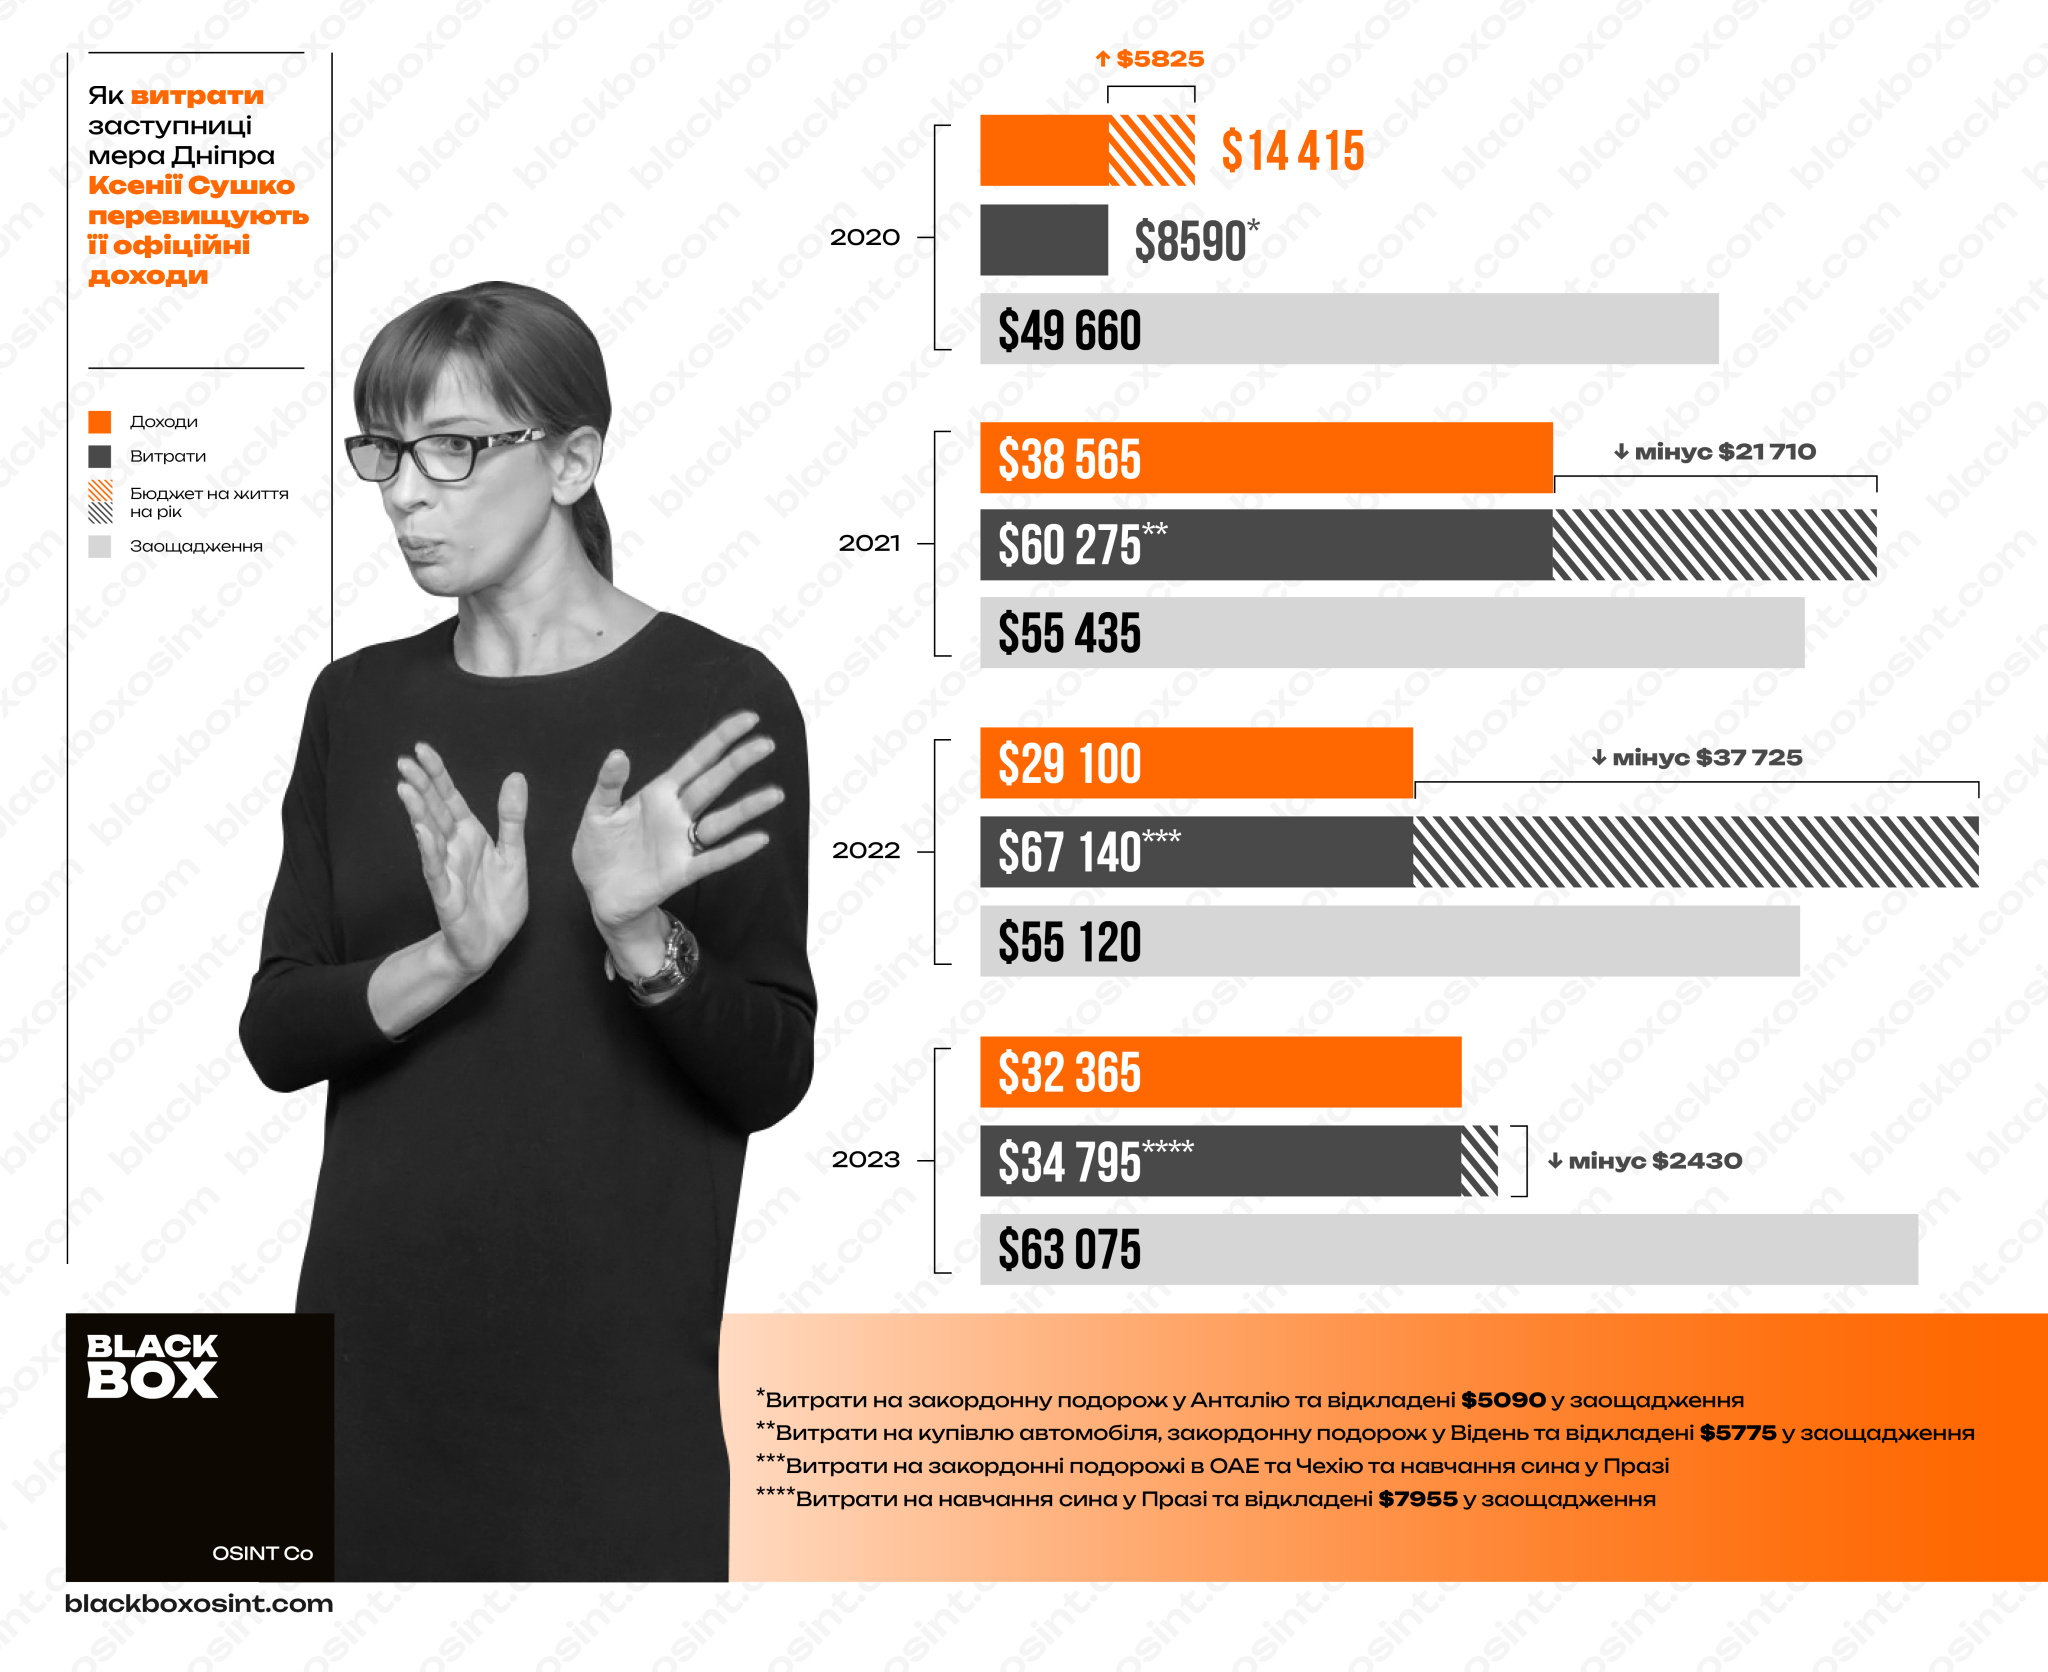 Як витрати
заступниці
мера Дніпра
Ксенії Сушко
перевищують
її офіційні
доходи
Доходи
Витрати
Бюджет на життя
на рік
Заощадження
↑ $5825
$14 415
2020
$8590*
$49 660
$38 565
↓ мінус $21 710
2021
$60 275**
$55 435
$29 100
↓ мінус $37 725
2022
$67 140***
$55 120
$32 365
2023
$34 795****
↓ мінус $2430
$63 075
BLACK
BOX
OSINT Co
blackboxosint.com
*Витрати на закордонну подорож у Анталію та відкладені $5090 у заощадження
**Витрати на купівлю автомобіля, закордонну подорож у Відень та відкладені $5775 у заощадження
***Витрати на закордонні подорожі в ОАЕ та Чехію та навчання сина у Празі
****Витрати на навчання сина у Празі та відкладені $7955 у заощадження